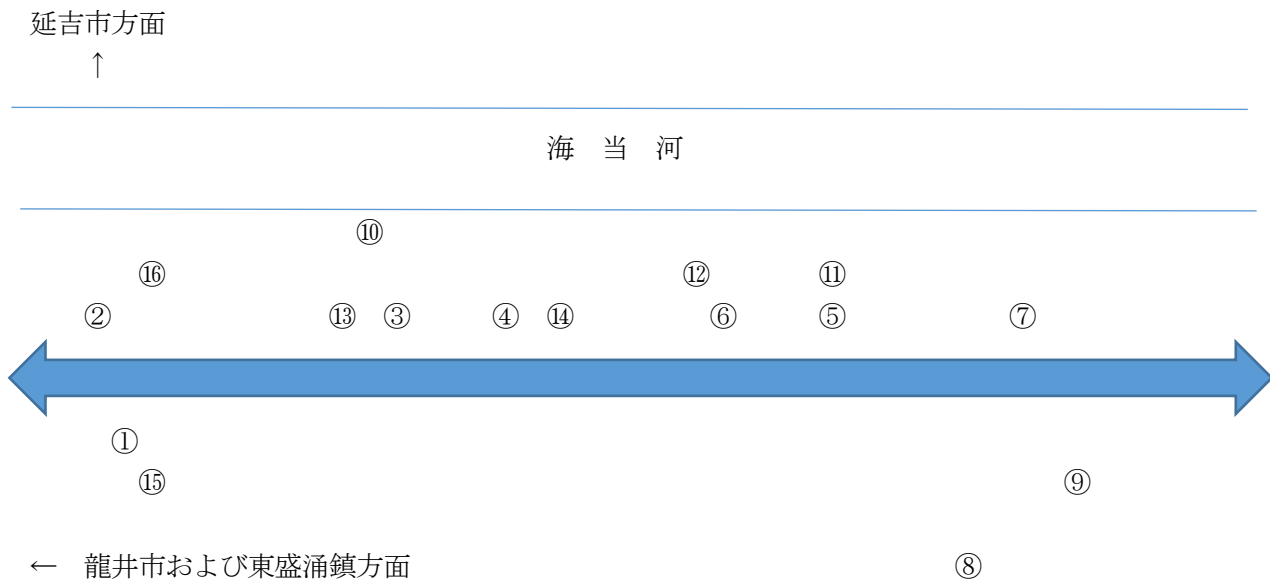 延吉市方面
↑
海 当 河
⑩
⑯ ⑫ ⑪
② ⑬ ③ ④ ⑭ ⑥ ⑤ ⑦
①
⑮ ⑨
← 龍井市および東盛涌鎮方面 ⑧